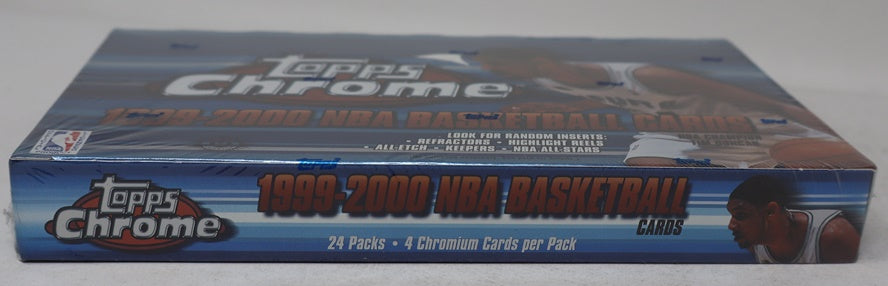 Topps
Chrome
1999-2000 NBA BASKETBALL CARDS
LOOK FOR RANDOM INSERTS:
• REFRACTORS • HIGHLIGHT REELS
• ALL-ETCH • KEEPERS • NBA ALL-STARS
Topps
Chrome
1999-2000 NBA BASKETBALL
CARDS
24 Packs • 4 Chromium Cards per Pack